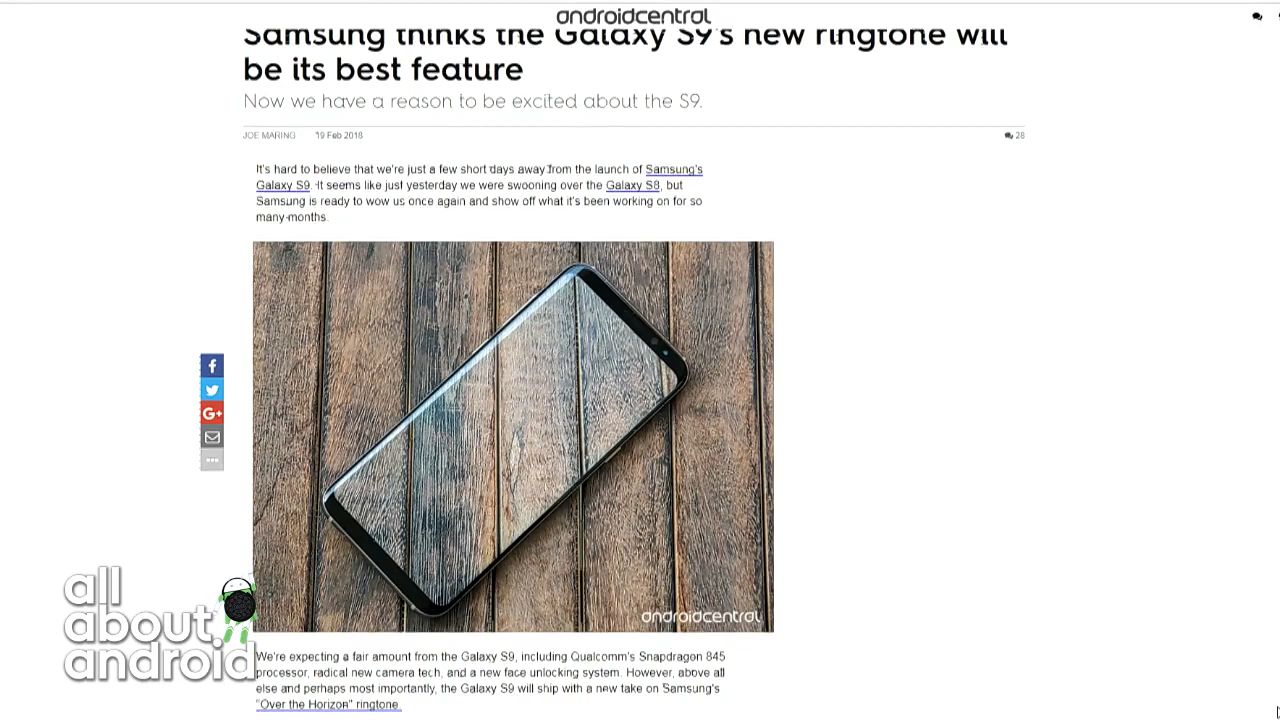 androidcentral
Samsung thinks the Galaxy S9's new ringtone will
be its best feature
Now we have a reason to be excited about the S9.
JOE MARING 19 Feb 2018
28
It's hard to believe that we're just a few short days away from the launch of Samsung's
Galaxy S9. It seems like just yesterday we were swooning over the Galaxy S8, but
Samsung is ready to wow us once again and show off what it's been working on for so
many months.
f
G+
androidcentral
all
about
android
We're expecting a fair amount from the Galaxy S9, including Qualcomm's Snapdragon 845
processor, radical new camera tech, and a new face unlocking system. However, above all
else and perhaps most importantly, the Galaxy S9 will ship with a new take on Samsung's
"Over the Horizon" ringtone.